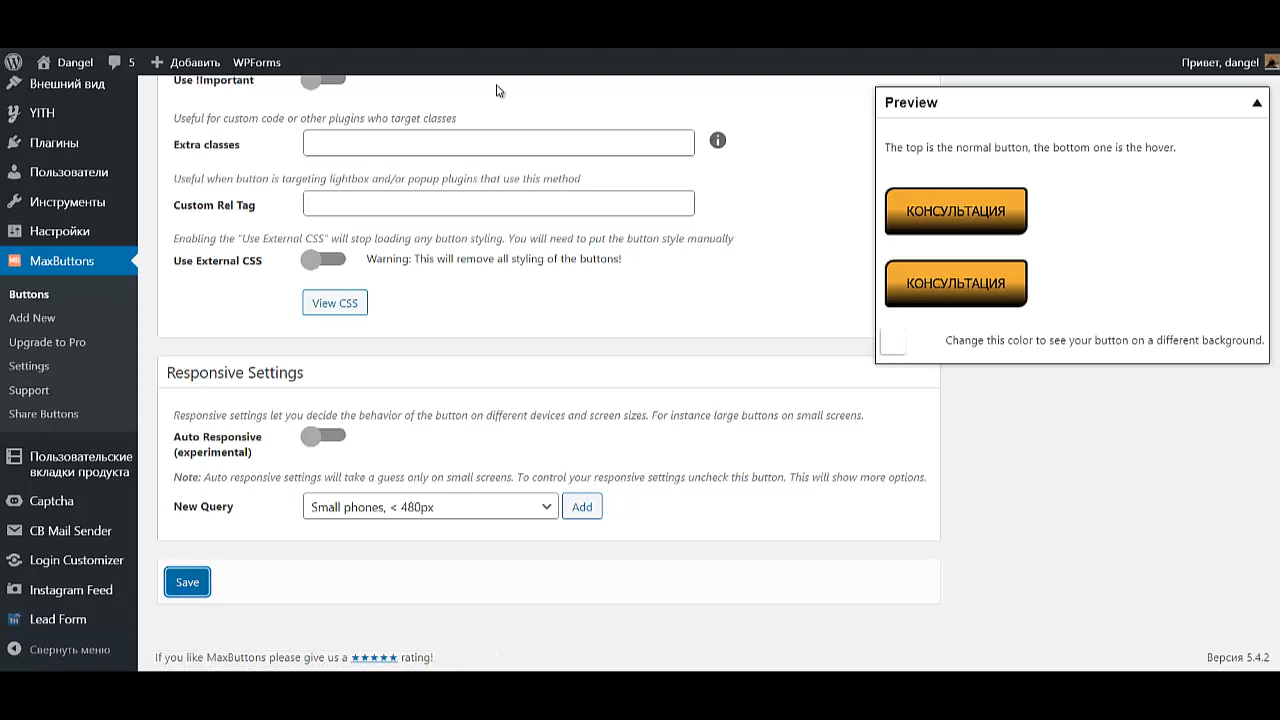 Dangel 5 Добавить WPForms Привет, dangel
Внешний вид
YITH
Плагины
Пользователи
Инструменты
Настройки
MaxButtons
Buttons
Add New
Upgrade to Pro
Settings
Support
Share Buttons
Пользовательские
вкладки продукта
Captcha
CB Mail Sender
Login Customizer
Instagram Feed
Lead Form
Свернуть меню
Use !Important
Useful for custom code or other plugins who target classes
Extra classes
Useful when button is targeting lightbox and/or popup plugins that use this method
Custom Rel Tag
Enabling the "Use External CSS" will stop loading any button styling. You will need to put the button style manually
Use External CSS Warning: This will remove all styling of the buttons!
View CSS
Responsive Settings
Responsive settings let you decide the behavior of the button on different devices and screen sizes. For instance large buttons on small screens.
Auto Responsive
(experimental)
Note: Auto responsive settings will take a guess only on small screens. To control your responsive settings uncheck this button. This will show more options.
New Query Small phones, < 480px Add
Save
If you like MaxButtons please give us a ★★★★★ rating!
Версия 5.4.2
Preview
The top is the normal button, the bottom one is the hover.
КОНСУЛЬТАЦИЯ
КОНСУЛЬТАЦИЯ
Change this color to see your button on a different background.